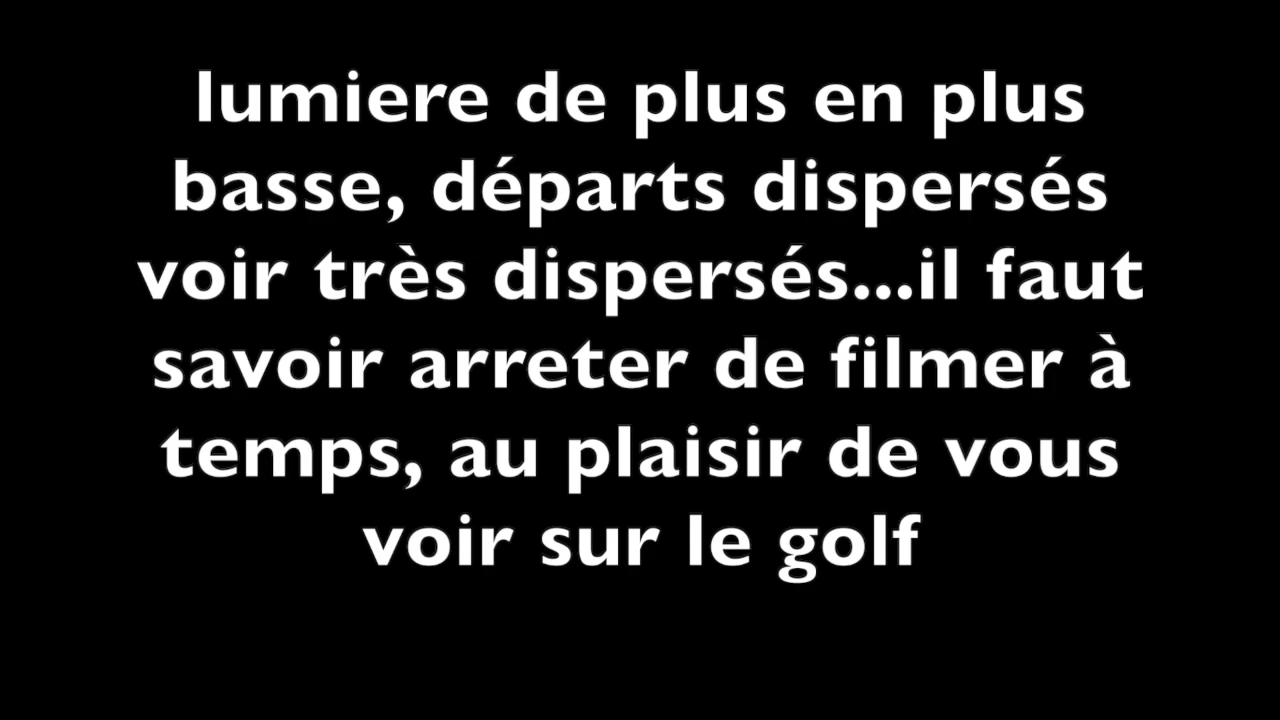 lumiere de plus en plus
basse, départs dispersés
voir très dispersés...il faut
savoir arreter de filmer à
temps, au plaisir de vous
voir sur le golf